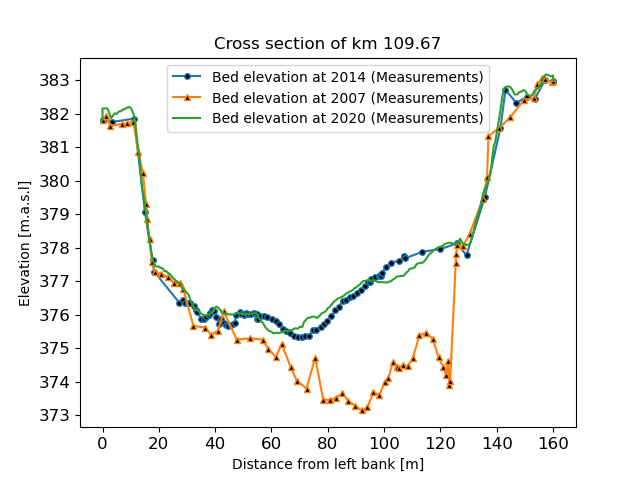 Cross section of km 109.67
Bed elevation at 2014 (Measurements)
Bed elevation at 2007 (Measurements)
Bed elevation at 2020 (Measurements)
Elevation [m.a.s.l]
383
382
381
380
379
378
377
376
375
374
373
0 20 40 60 80 100 120 140 160
Distance from left bank [m]